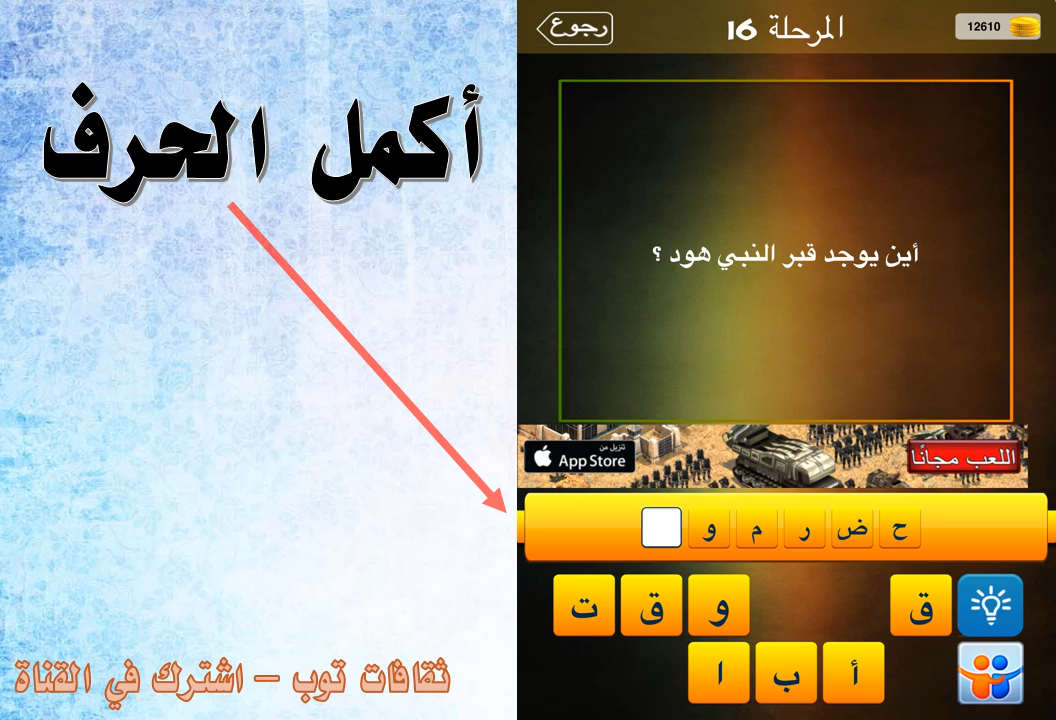 أكمل الحرف
ثقافات توب – اشترك في القناة
رجوع
المرحلة 16
12610
أين يوجد قبر النبي هود ؟
تنزيل من
App Store
اللعب مجانًا
ح ض ر م و
ق و ق ت
أ ب ا